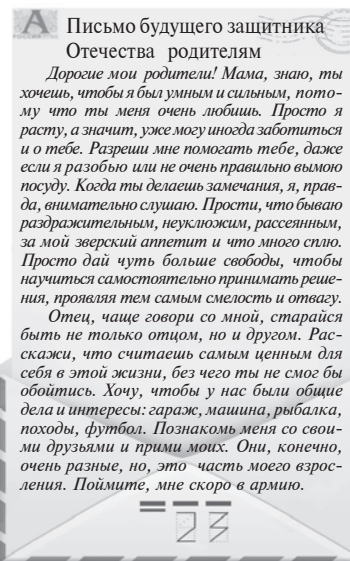 Письмо будущего защитника
Отечества родителям
Дорогие мои родители! Мама, знаю, ты
хочешь, чтобы я был умным и сильным, пото-
му что ты меня очень любишь. Просто я
расту, а значит, уже могу иногда заботиться
и о тебе. Разреши мне помогать тебе, даже
если я разобью или не очень правильно вымою
посуду. Когда ты делаешь замечания, я, прав-
да, внимательно слушаю. Прости, что бываю
раздражительным, неуклюжим, рассеянным,
за мой зверский аппетит и что много сплю.
Просто дай чуть больше свободы, чтобы
научиться самостоятельно принимать реше-
ния, проявляя тем самым смелость и отвагу.
Отец, чаще говори со мной, старайся
быть не только отцом, но и другом. Рас-
скажи, что считаешь самым ценным для
себя в этой жизни, без чего ты не смог бы
обойтись. Хочу, чтобы у нас были общие
дела и интересы: гараж, машина, рыбалка,
походы, футбол. Познакомь меня со свои-
ми друзьями и прими моих. Они, конечно,
очень разные, но, это часть моего взрос-
ления. Поймите, мне скоро в армию.